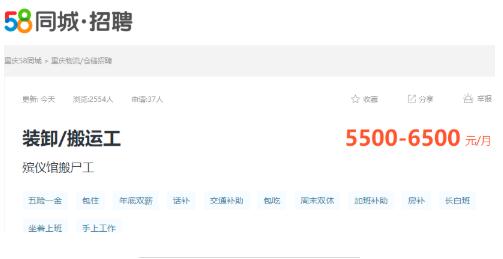 58同城·招聘
重庆58同城 > 重庆物流/仓储招聘
更新: 今天 浏览:2554人 申请:37人 收藏 分享 举报
装卸/搬运工 5500-6500 元/月
殡仪馆搬尸工
五险一金 包住 年底双薪 话补 交通补助 包吃 周末双休 加班补助 房补 长白班
坐着上班 手上工作